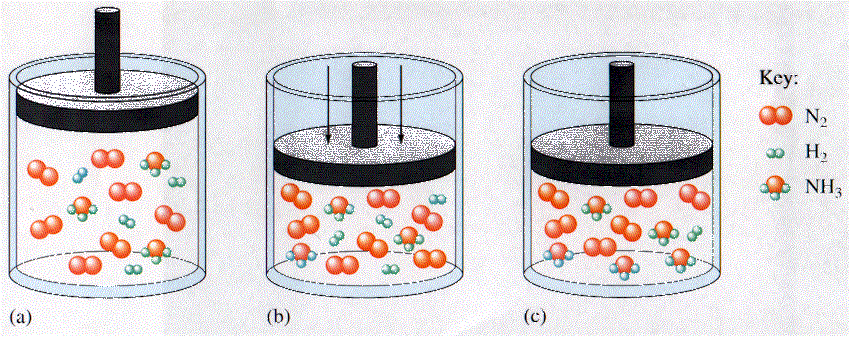 Key:
N₂
H₂
NH₃
(a)
(b)
(c)